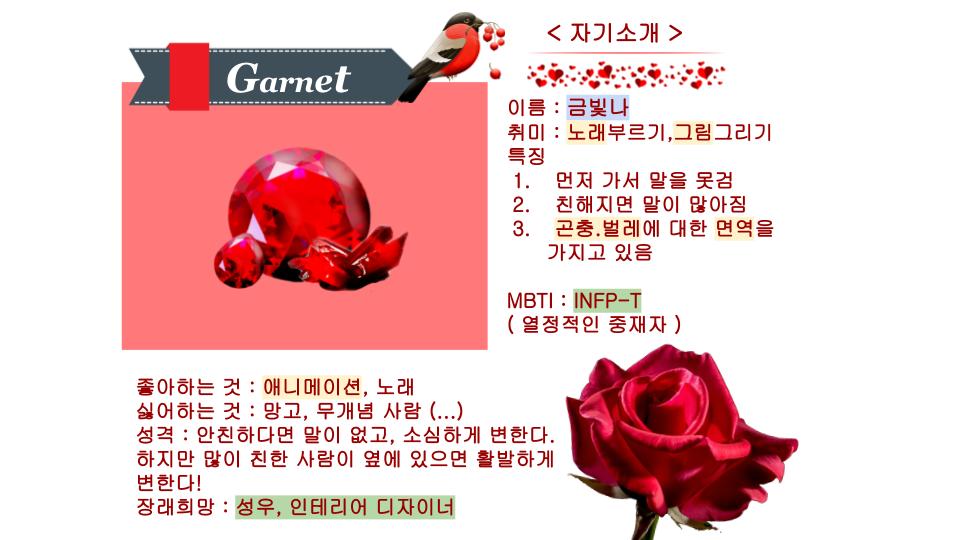 Garnet
< 자기소개 >
이름 : 금빛나
취미 : 노래부르기,그림그리기
특징
1. 먼저 가서 말을 못검
2. 친해지면 말이 많아짐
3. 곤충.벌레에 대한 면역을
가지고 있음
MBTI : INFP-T
( 열정적인 중재자 )
좋아하는 것 : 애니메이션, 노래
싫어하는 것 : 망고, 무개념 사람 (...)
성격 : 안친하다면 말이 없고, 소심하게 변한다.
하지만 많이 친한 사람이 옆에 있으면 활발하게
변한다!
장래희망 : 성우, 인테리어 디자이너